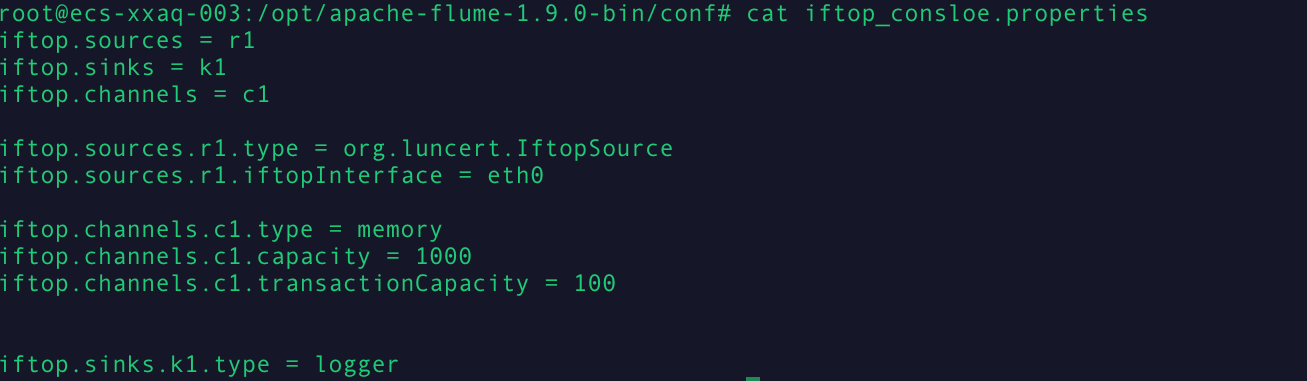 root@ecs-xxaq-003:/opt/apache-flume-1.9.0-bin/conf# cat iftop_consloe.properties
iftop.sources = r1
iftop.sinks = k1
iftop.channels = c1
iftop.sources.r1.type = org.luncert.IftopSource
iftop.sources.r1.iftopInterface = eth0
iftop.channels.c1.type = memory
iftop.channels.c1.capacity = 1000
iftop.channels.c1.transactionCapacity = 100
iftop.sinks.k1.type = logger